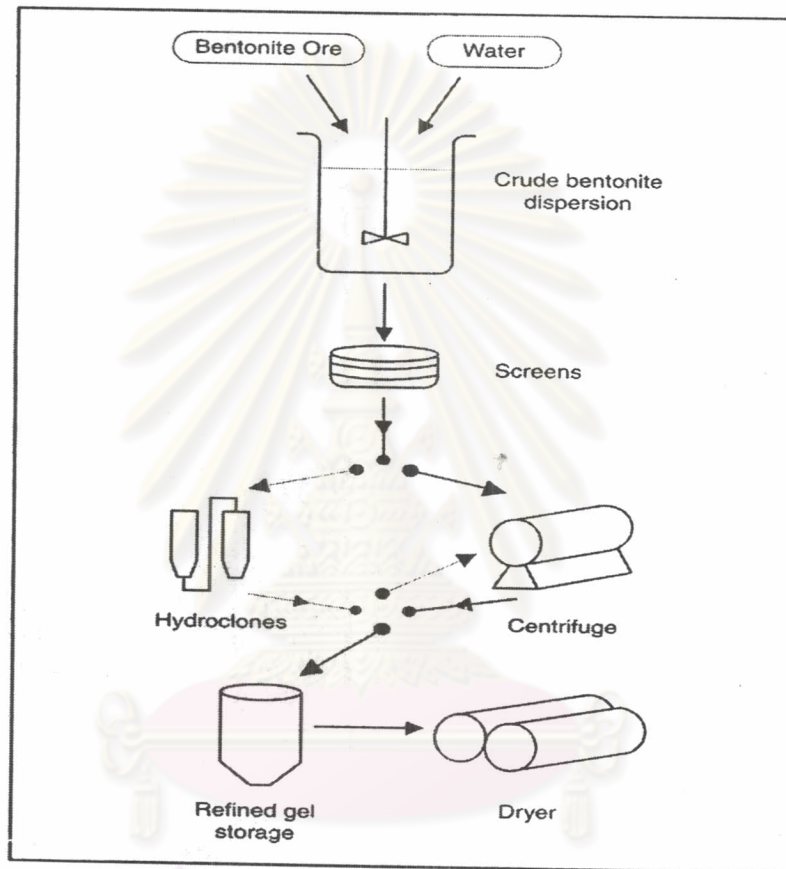 Bentonite Ore
Water
Crude bentonite
dispersion
Screens
Hydroclones
Centrifuge
Refined gel
storage
Dryer